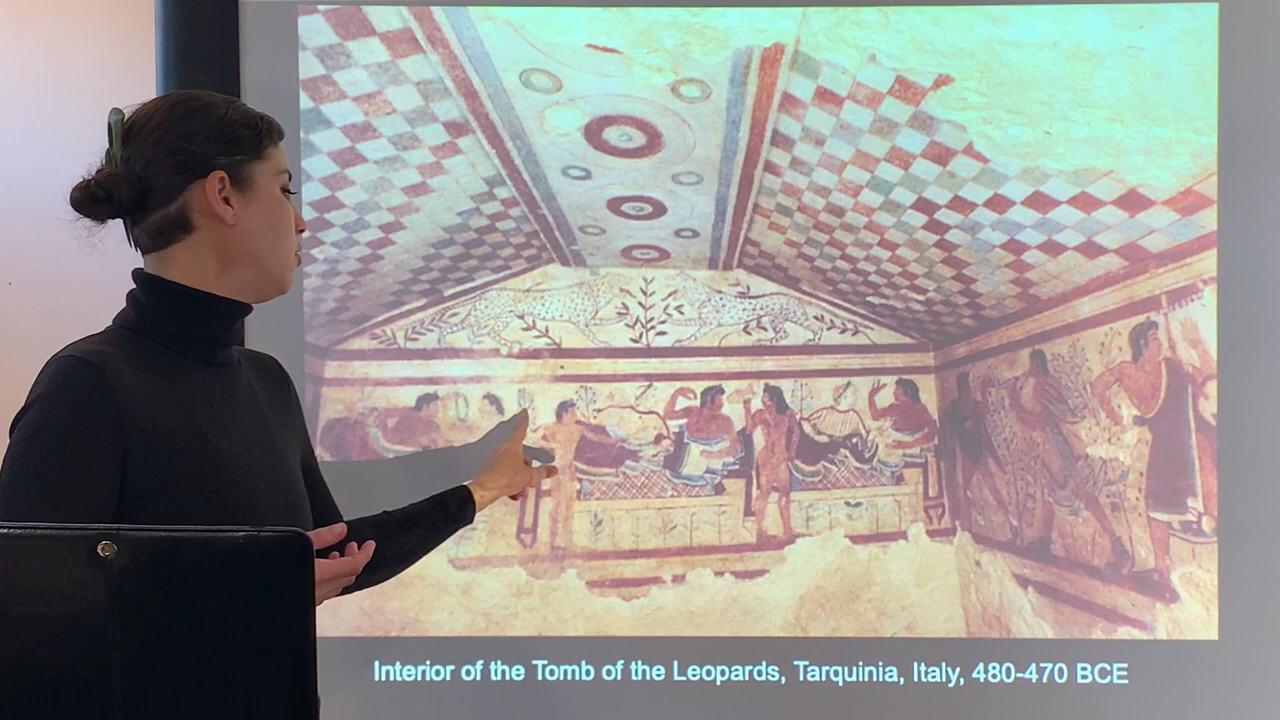 Interior of the Tomb of the Leopards, Tarquinia, Italy, 480-470 BCE